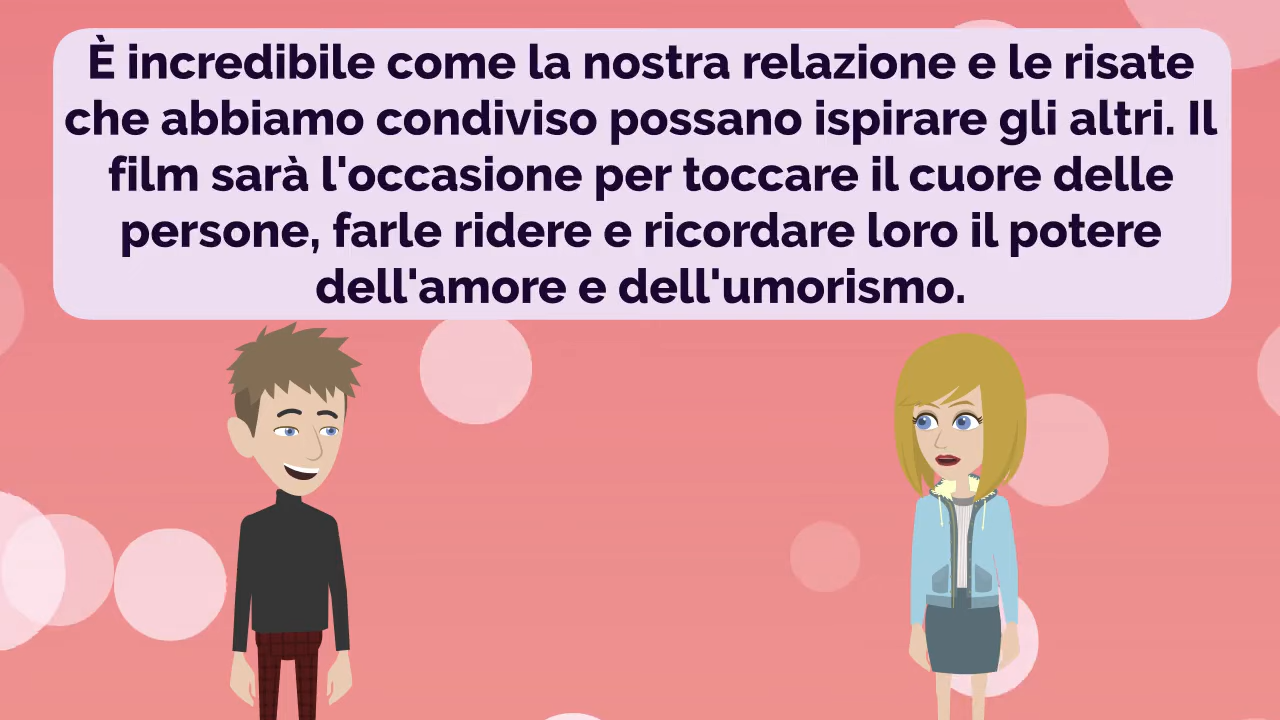 È incredibile come la nostra relazione e le risate
che abbiamo condiviso possano ispirare gli altri. Il
film sarà l'occasione per toccare il cuore delle
persone, farle ridere e ricordare loro il potere
dell'amore e dell'umorismo.